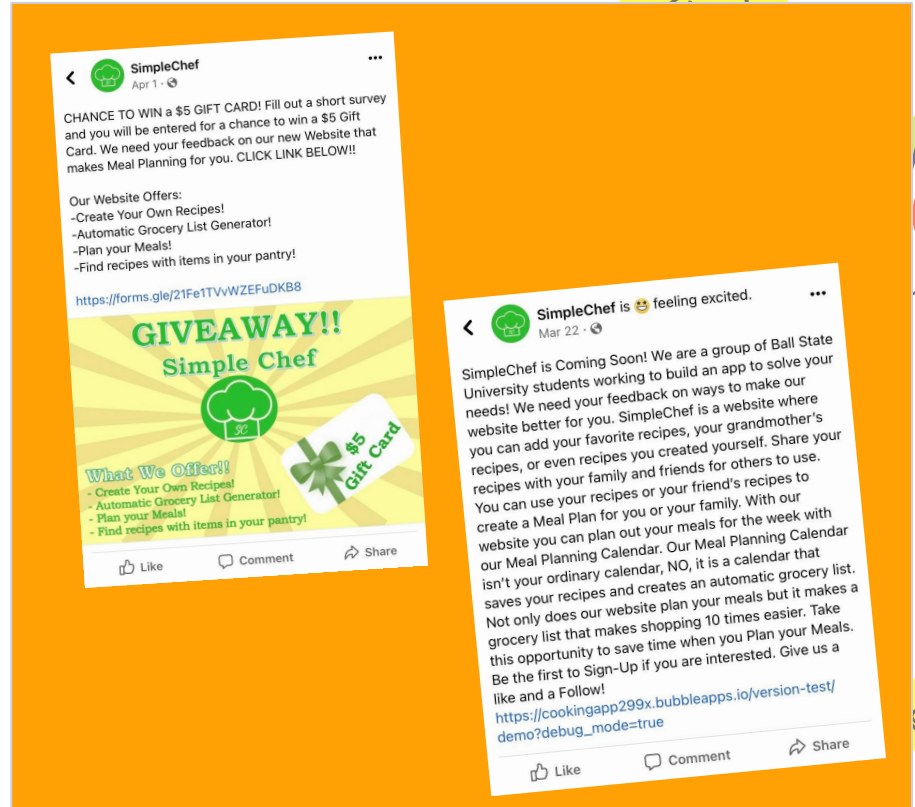 SimpleChef
Apr 1 ·
CHANCE TO WIN a $5 GIFT CARD! Fill out a short survey
and you will be entered for a chance to win a $5 Gift
Card. We need your feedback on our new Website that
makes Meal Planning for you. CLICK LINK BELOW!!
Our Website Offers:
-Create Your Own Recipes!
-Automatic Grocery List Generator!
-Plan your Meals!
-Find recipes with items in your pantry!
https://forms.gle/21Fe1TVvWZEFuDKB8
GIVEAWAY!!
Simple Chef
SC
$5
Gift Card
What We Offer!!
- Create Your Own Recipes!
- Automatic Grocery List Generator!
- Plan your Meals!
- Find recipes with items in your pantry!
Like Comment Share
SimpleChef is 😃 feeling excited.
Mar 22 ·
SimpleChef is Coming Soon! We are a group of Ball State
University students working to build an app to solve your
needs! We need your feedback on ways to make our
website better for you. SimpleChef is a website where
you can add your favorite recipes, your grandmother's
recipes, or even recipes you created yourself. Share your
recipes with your family and friends for others to use.
You can use your recipes or your friend's recipes to
create a Meal Plan for you or your family. With our
website you can plan out your meals for the week with
our Meal Planning Calendar. Our Meal Planning Calendar
isn't your ordinary calendar, NO, it is a calendar that
saves your recipes and creates an automatic grocery list.
Not only does our website plan your meals but it makes a
grocery list that makes shopping 10 times easier. Take
this opportunity to save time when you Plan your Meals.
Be the first to Sign-Up if you are interested. Give us a
like and a Follow!
https://cookingapp299x.bubbleapps.io/version-test/
demo?debug_mode=true
Like Comment Share